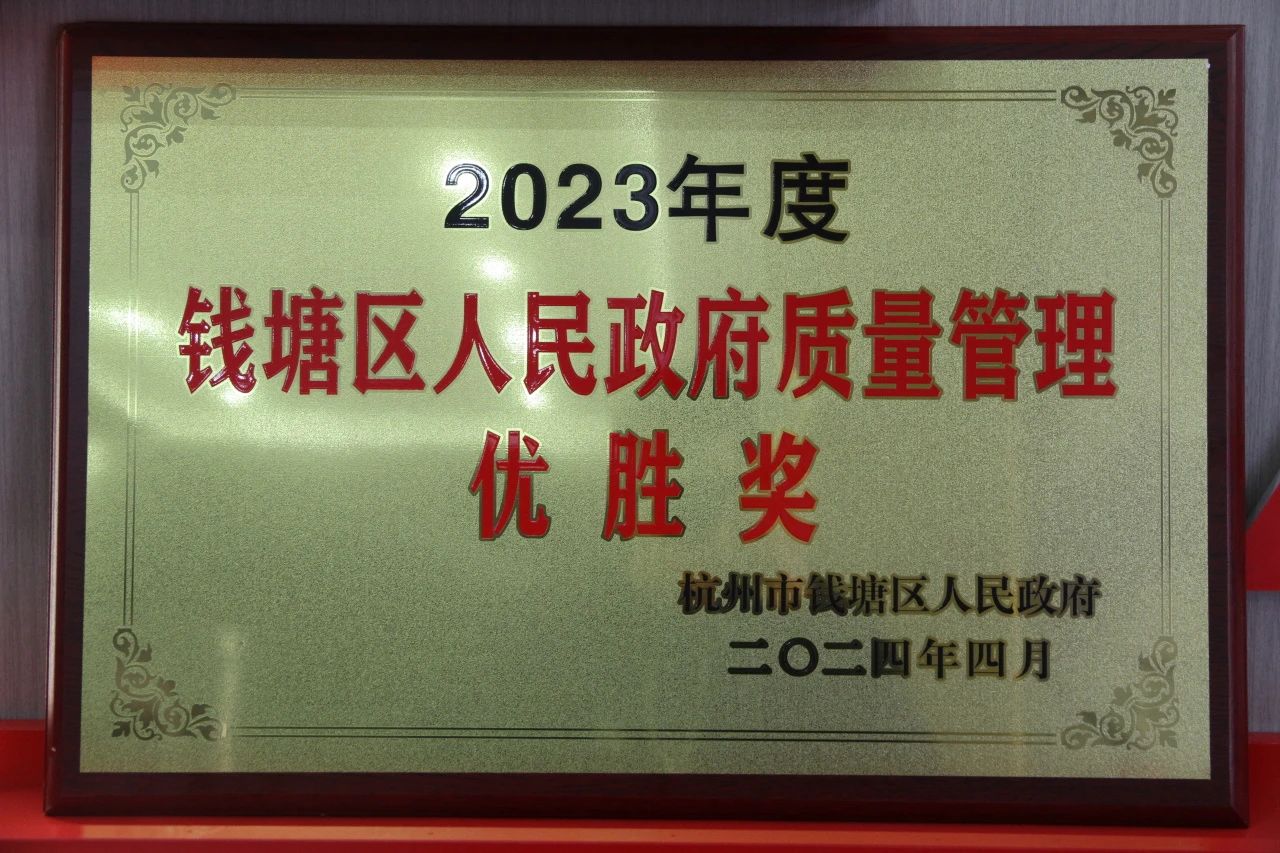 2023年度
钱塘区人民政府质量管理
优胜奖
杭州市钱塘区人民政府
二〇二四年四月